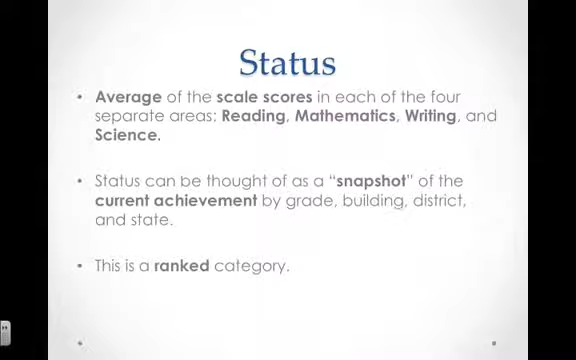 Status
• Average of the scale scores in each of the four
separate areas: Reading, Mathematics, Writing, and
Science.
• Status can be thought of as a “snapshot” of the
current achievement by grade, building, district,
and state.
• This is a ranked category.